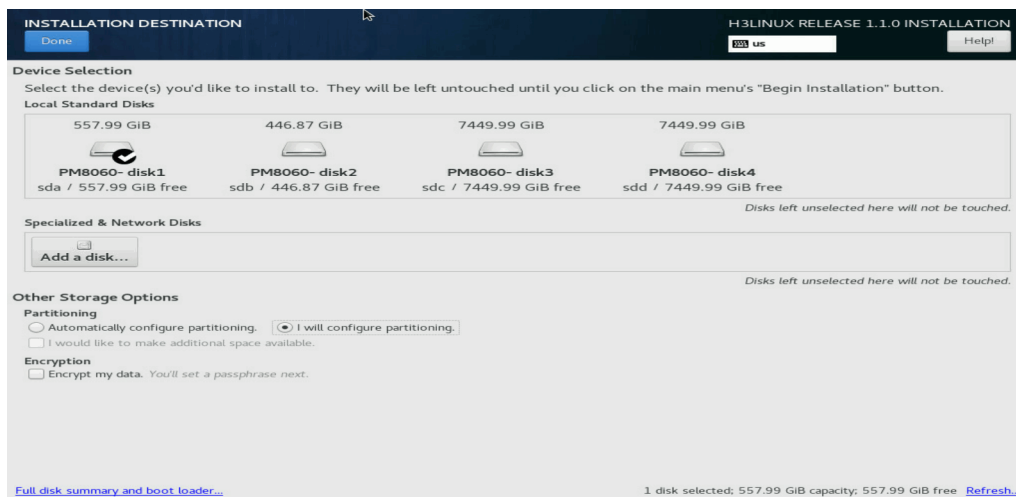 INSTALLATION DESTINATION
H3LINUX RELEASE 1.1.0 INSTALLATION
Done
us
Help!
Device Selection
Select the device(s) you'd like to install to. They will be left untouched until you click on the main menu's "Begin Installation" button.
Local Standard Disks
557.99 GiB 446.87 GiB 7449.99 GiB 7449.99 GiB
PM8060- disk1 PM8060- disk2 PM8060- disk3 PM8060- disk4
sda / 557.99 GiB free sdb / 446.87 GiB free sdc / 7449.99 GiB free sdd / 7449.99 GiB free
Disks left unselected here will not be touched.
Specialized & Network Disks
Add a disk...
Disks left unselected here will not be touched.
Other Storage Options
Partitioning
Automatically configure partitioning. I will configure partitioning.
I would like to make additional space available.
Encryption
Encrypt my data. You'll set a passphrase next.
Full disk summary and boot loader... 1 disk selected; 557.99 GiB capacity; 557.99 GiB free Refresh..